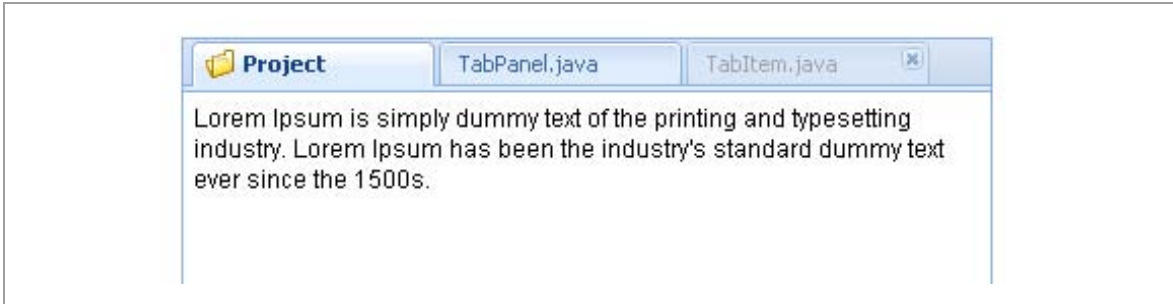 Project TabPanel.java TabItem.java
Lorem Ipsum is simply dummy text of the printing and typesetting
industry. Lorem Ipsum has been the industry's standard dummy text
ever since the 1500s.